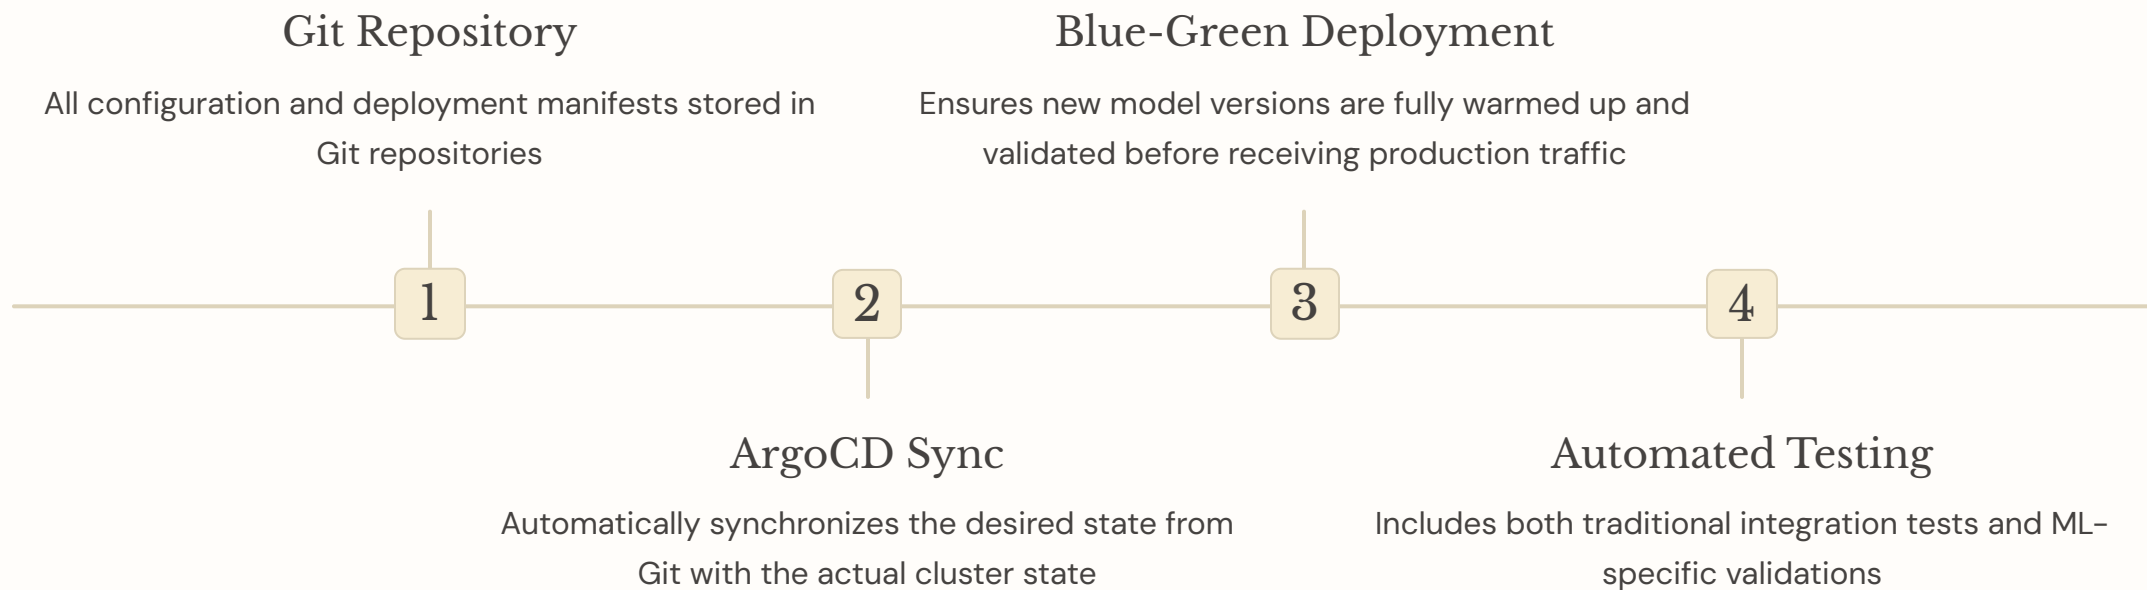 Git Repository
All configuration and deployment manifests stored in
Git repositories
1
2
ArgoCD Sync
Automatically synchronizes the desired state from
Git with the actual cluster state
Blue-Green Deployment
Ensures new model versions are fully warmed up and
validated before receiving production traffic
3
4
Automated Testing
Includes both traditional integration tests and ML-
specific validations